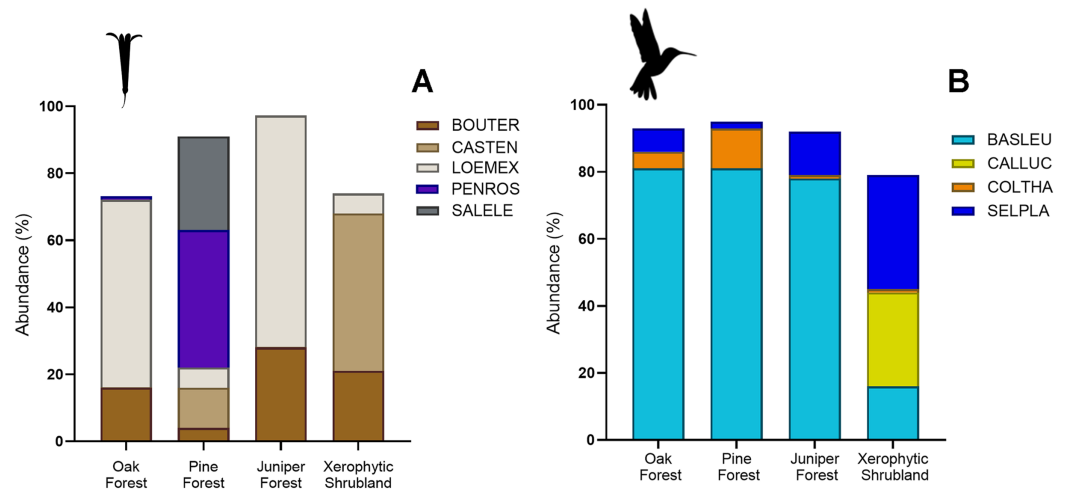 A
Abundance (%)
100
80
60
40
20
0
Oak
Forest
Pine
Forest
Juniper
Forest
Xerophytic
Shrubland
BOUTER
CASTEN
LOEMEX
PENROS
SALELE
B
Abundance (%)
100
80
60
40
20
0
Oak
Forest
Pine
Forest
Juniper
Forest
Xerophytic
Shrubland
BASLEU
CALLUC
COLTHA
SELPLA